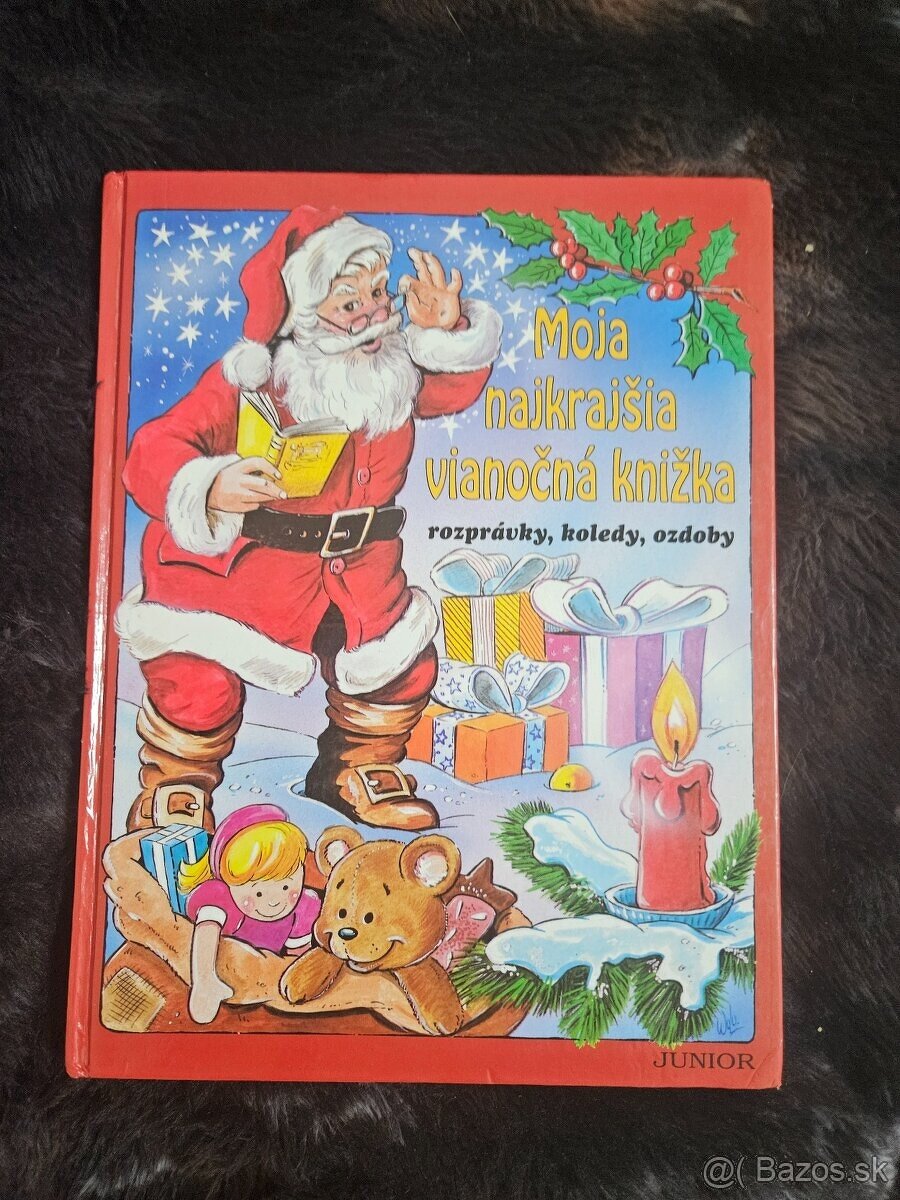 Moja
najkrajšia
vianočná knižka
rozprávky, koledy, ozdoby
JUNIOR
@( Bazos.sk